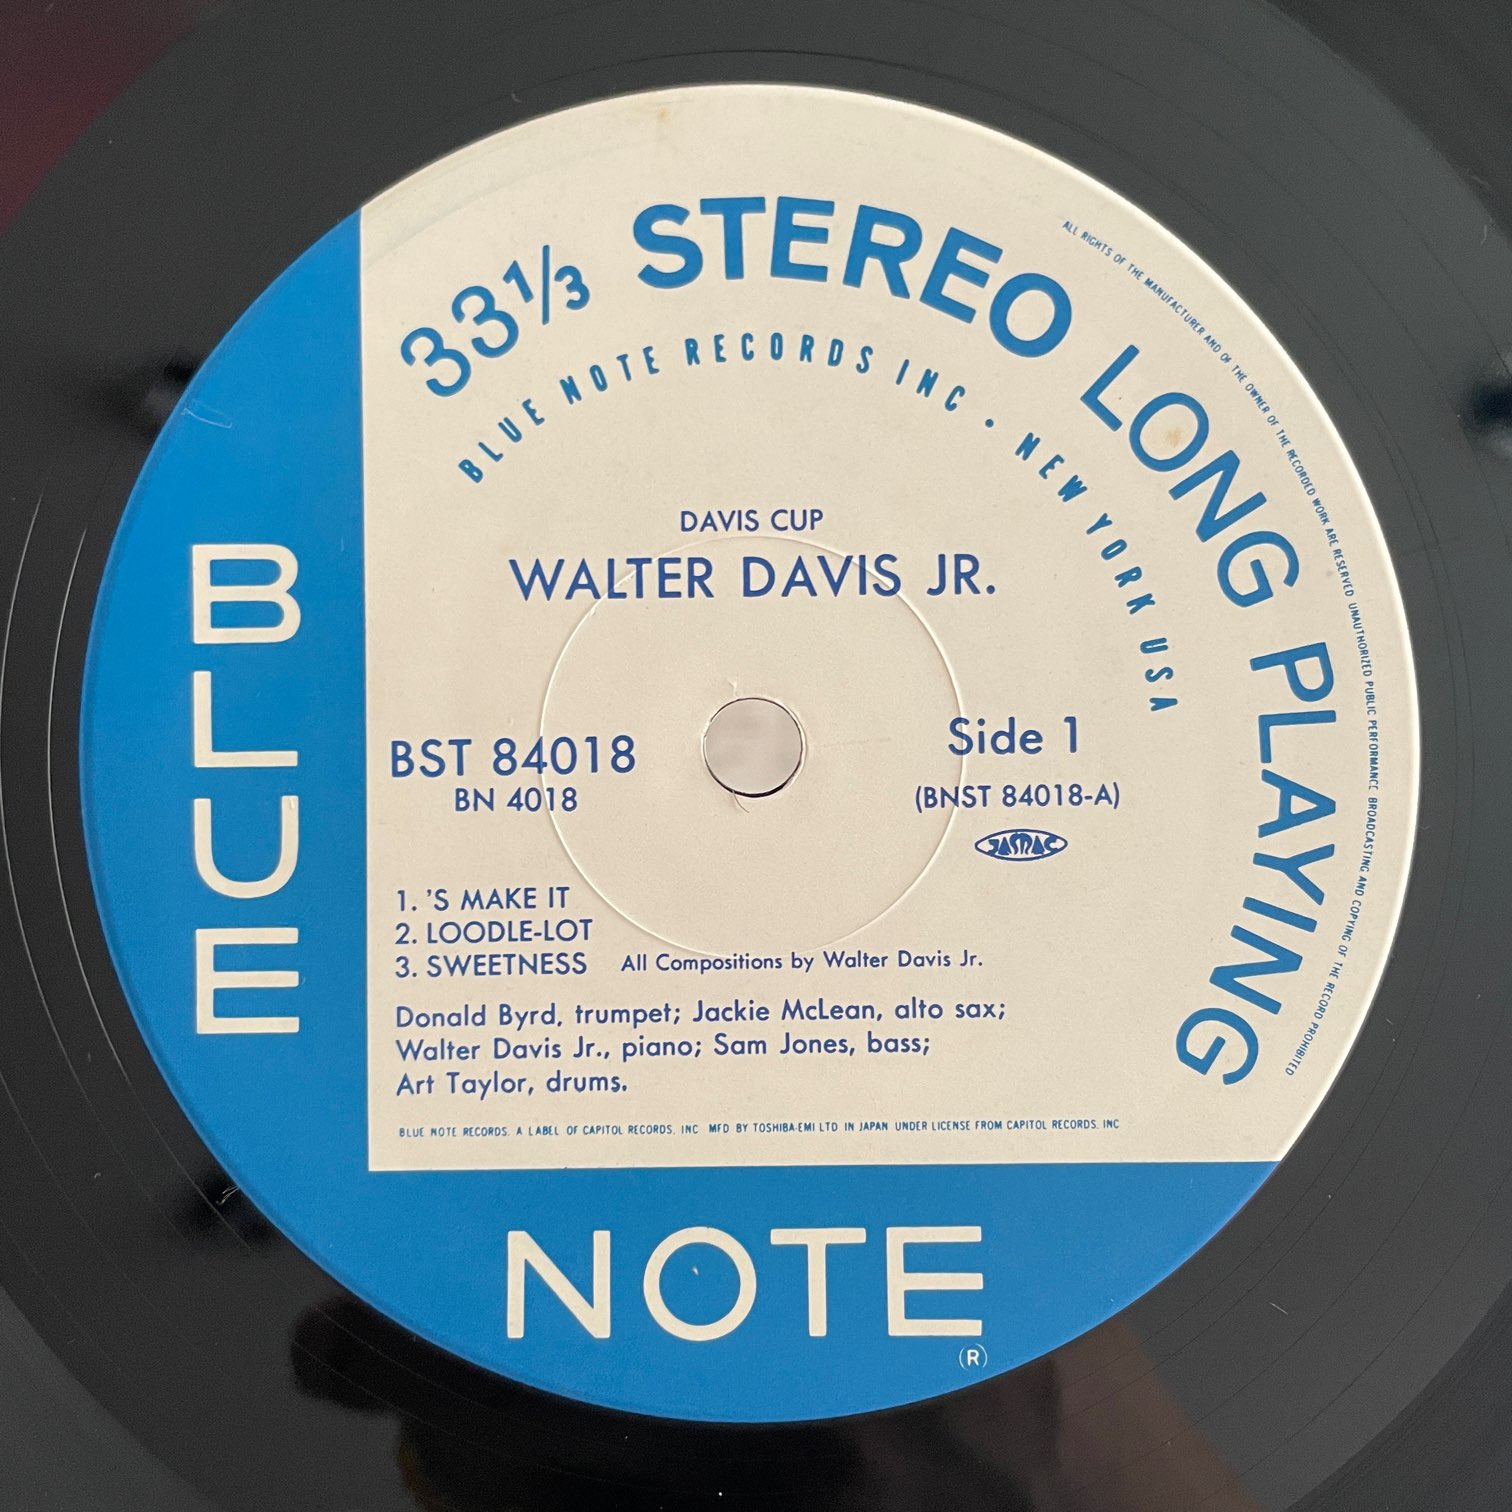 33⅓ STEREO LONG PLAYING
BLUE NOTE RECORDS INC · NEW YORK USA
ALL RIGHTS OF THE MANUFACTURER AND OF THE OWNER OF THE RECORDED WORK ARE RESERVED UNAUTHORIZED PUBLIC PERFORMANCE BROADCASTING AND COPYING OF THE RECORD PROHIBITED
DAVIS CUP
WALTER DAVIS JR.
BST 84018
BN 4018
Side 1
(BNST 84018-A)
JASRAC
1. 'S MAKE IT
2. LOODLE-LOT
3. SWEETNESS All Compositions by Walter Davis Jr.
Donald Byrd, trumpet; Jackie McLean, alto sax;
Walter Davis Jr., piano; Sam Jones, bass;
Art Taylor, drums.
BLUE NOTE RECORDS. A LABEL OF CAPITOL RECORDS, INC MFD BY TOSHIBA-EMI LTD IN JAPAN UNDER LICENSE FROM CAPITOL RECORDS, INC
BLUE
NOTE
®